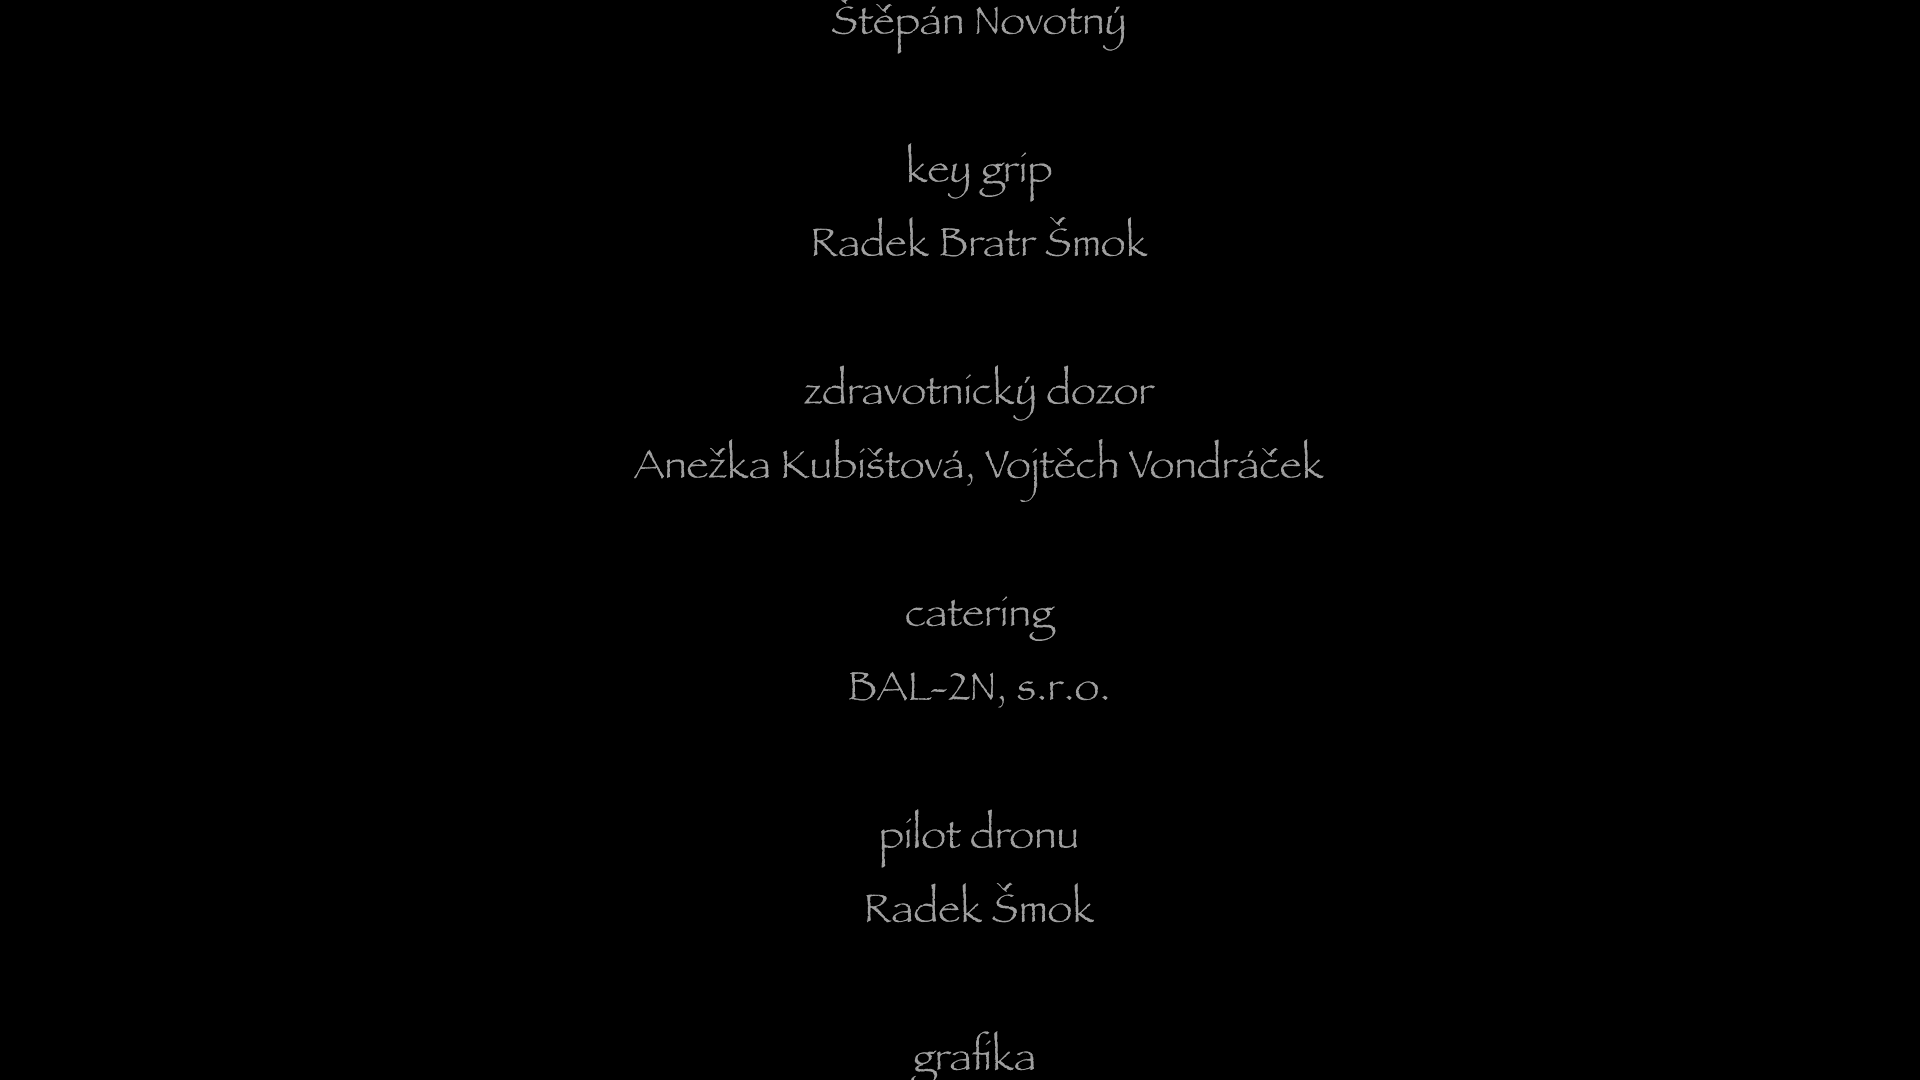 Štěpán Novotný
key grip
Radek Bratr Šmok
zdravotnický dozor
Anežka Kubištová, Vojtěch Vondráček
catering
BAL-2N, s.r.o.
pilot dronu
Radek Šmok
grafika